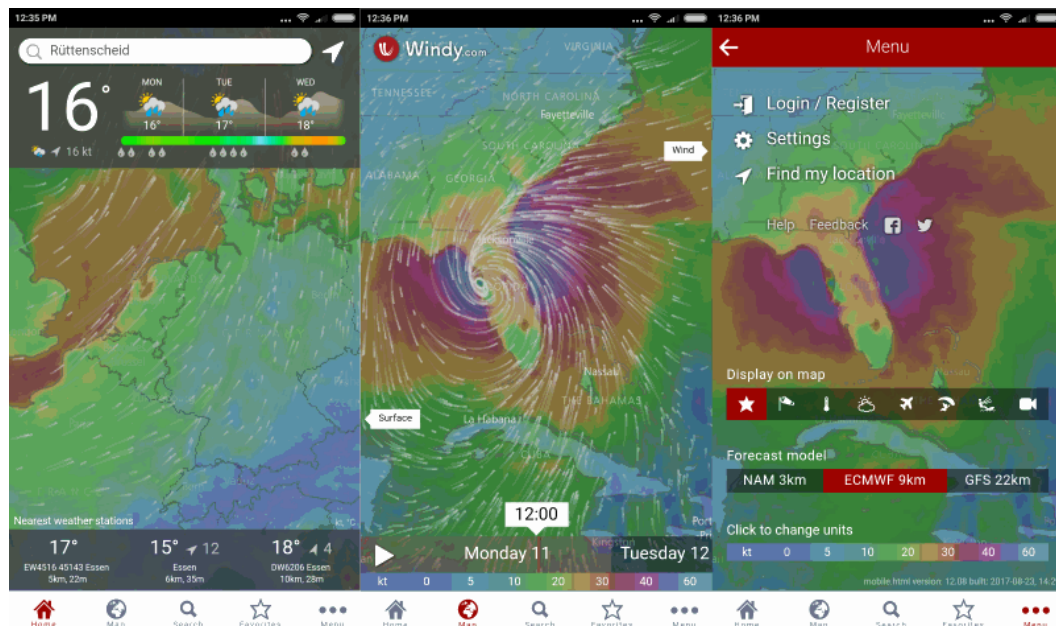 12:35 PM
Rüttenscheid
16°
16 kt
MON
TUE
WED
16°
17°
18°
Nearest weather stations
17°
EW4516 45143 Essen
5km, 22m
15° 12
Essen
6km, 35m
18° 4
DW6206 Essen
10km, 28m
Home
Map
Search
Favorites
Menu
12:36 PM
Windy.com
VIRGINIA
TENNESSEE
NORTH CAROLINA
Fayetteville
SOUTH CAROLINA
Wind
ALABAMA
GEORGIA
Jacksonville
Nassau
THE BAHAMAS
Surface
La Habana
CUBA
12:00
Kingston
Monday 11
Tuesday 12
kt 0 5 10 20 30 40 60
Home
Map
Search
Favorites
Menu
12:36 PM
Menu
Login / Register
Settings
Find my location
Help Feedback
Display on map
Forecast model
NAM 3km
ECMWF 9km
GFS 22km
Click to change units
kt 0 5 10 20 30 40 60
mobile.html version: 12.08 built: 2017-08-23, 14:2
Home
Map
Search
Favorites
Menu